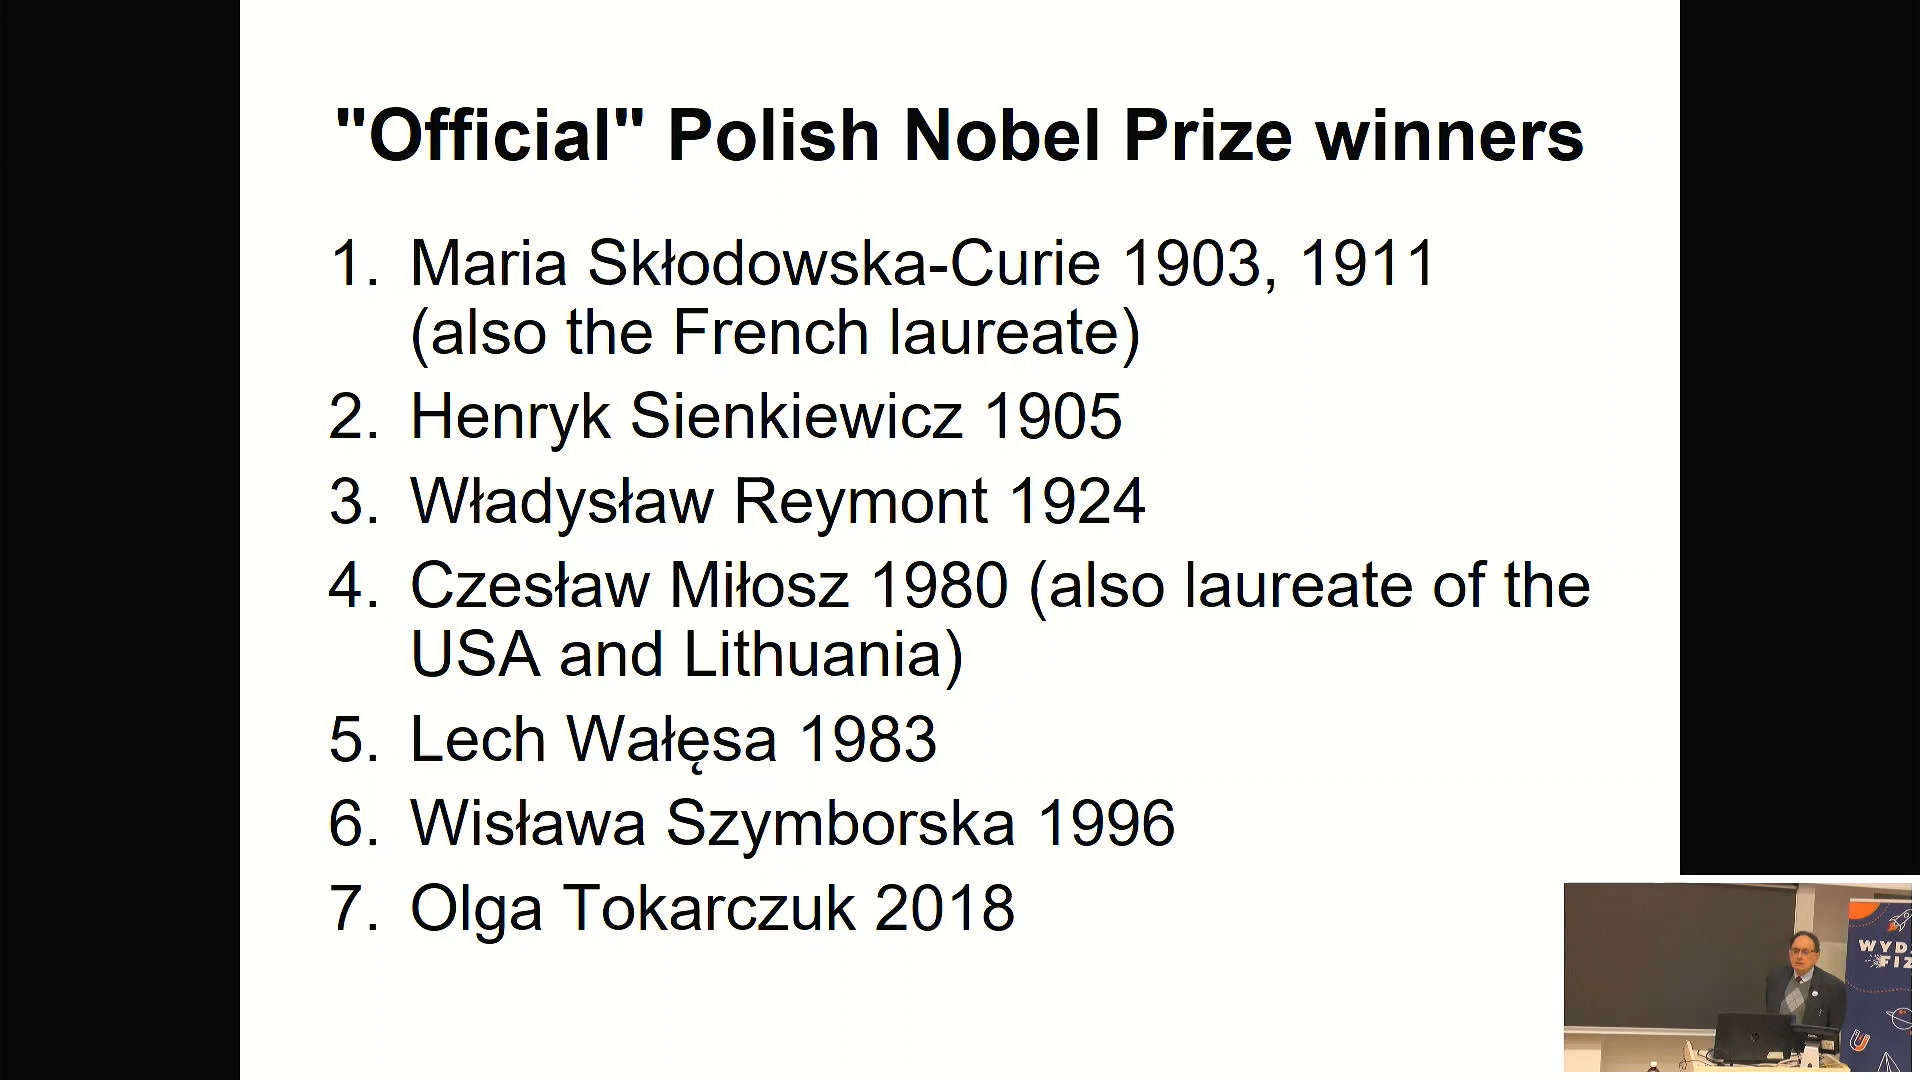 "Official" Polish Nobel Prize winners
1. Maria Skłodowska-Curie 1903, 1911
(also the French laureate)
2. Henryk Sienkiewicz 1905
3. Władysław Reymont 1924
4. Czesław Miłosz 1980 (also laureate of the
USA and Lithuania)
5. Lech Wałęsa 1983
6. Wisława Szymborska 1996
7. Olga Tokarczuk 2018
WYDZ
FIZ